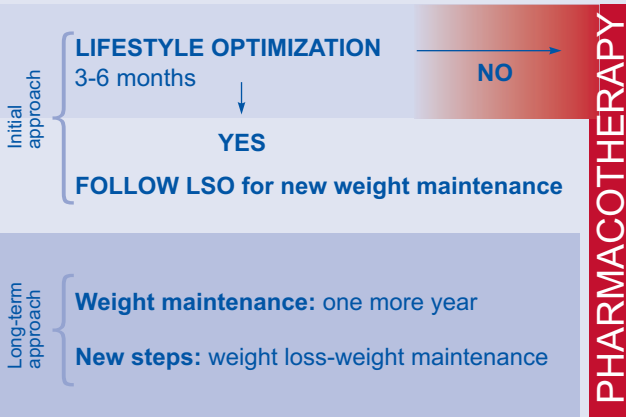 Initial
approach
LIFESTYLE OPTIMIZATION
3-6 months
NO
YES
FOLLOW LSO for new weight maintenance
Long-term
approach
Weight maintenance: one more year
New steps: weight loss-weight maintenance
PHARMACOTHERAPY